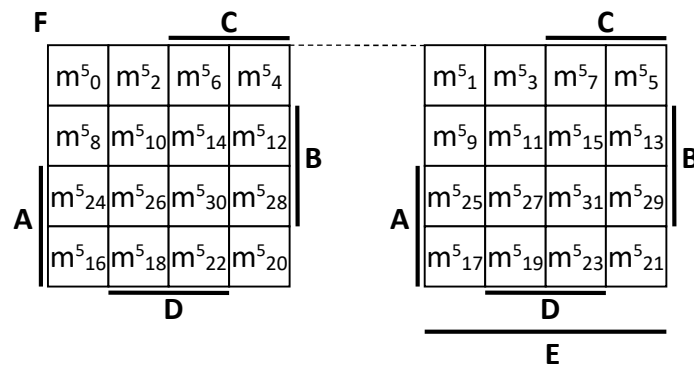 F C C
m⁵₀ m⁵₂ m⁵₆ m⁵₄ m⁵₁ m⁵₃ m⁵₇ m⁵₅
m⁵₈ m⁵₁₀ m⁵₁₄ m⁵₁₂ m⁵₉ m⁵₁₁ m⁵₁₅ m⁵₁₃
B B
m⁵₂₄ m⁵₂₆ m⁵₃₀ m⁵₂₈ m⁵₂₅ m⁵₂₇ m⁵₃₁ m⁵₂₉
A A
m⁵₁₆ m⁵₁₈ m⁵₂₂ m⁵₂₀ m⁵₁₇ m⁵₁₉ m⁵₂₃ m⁵₂₁
D D
E